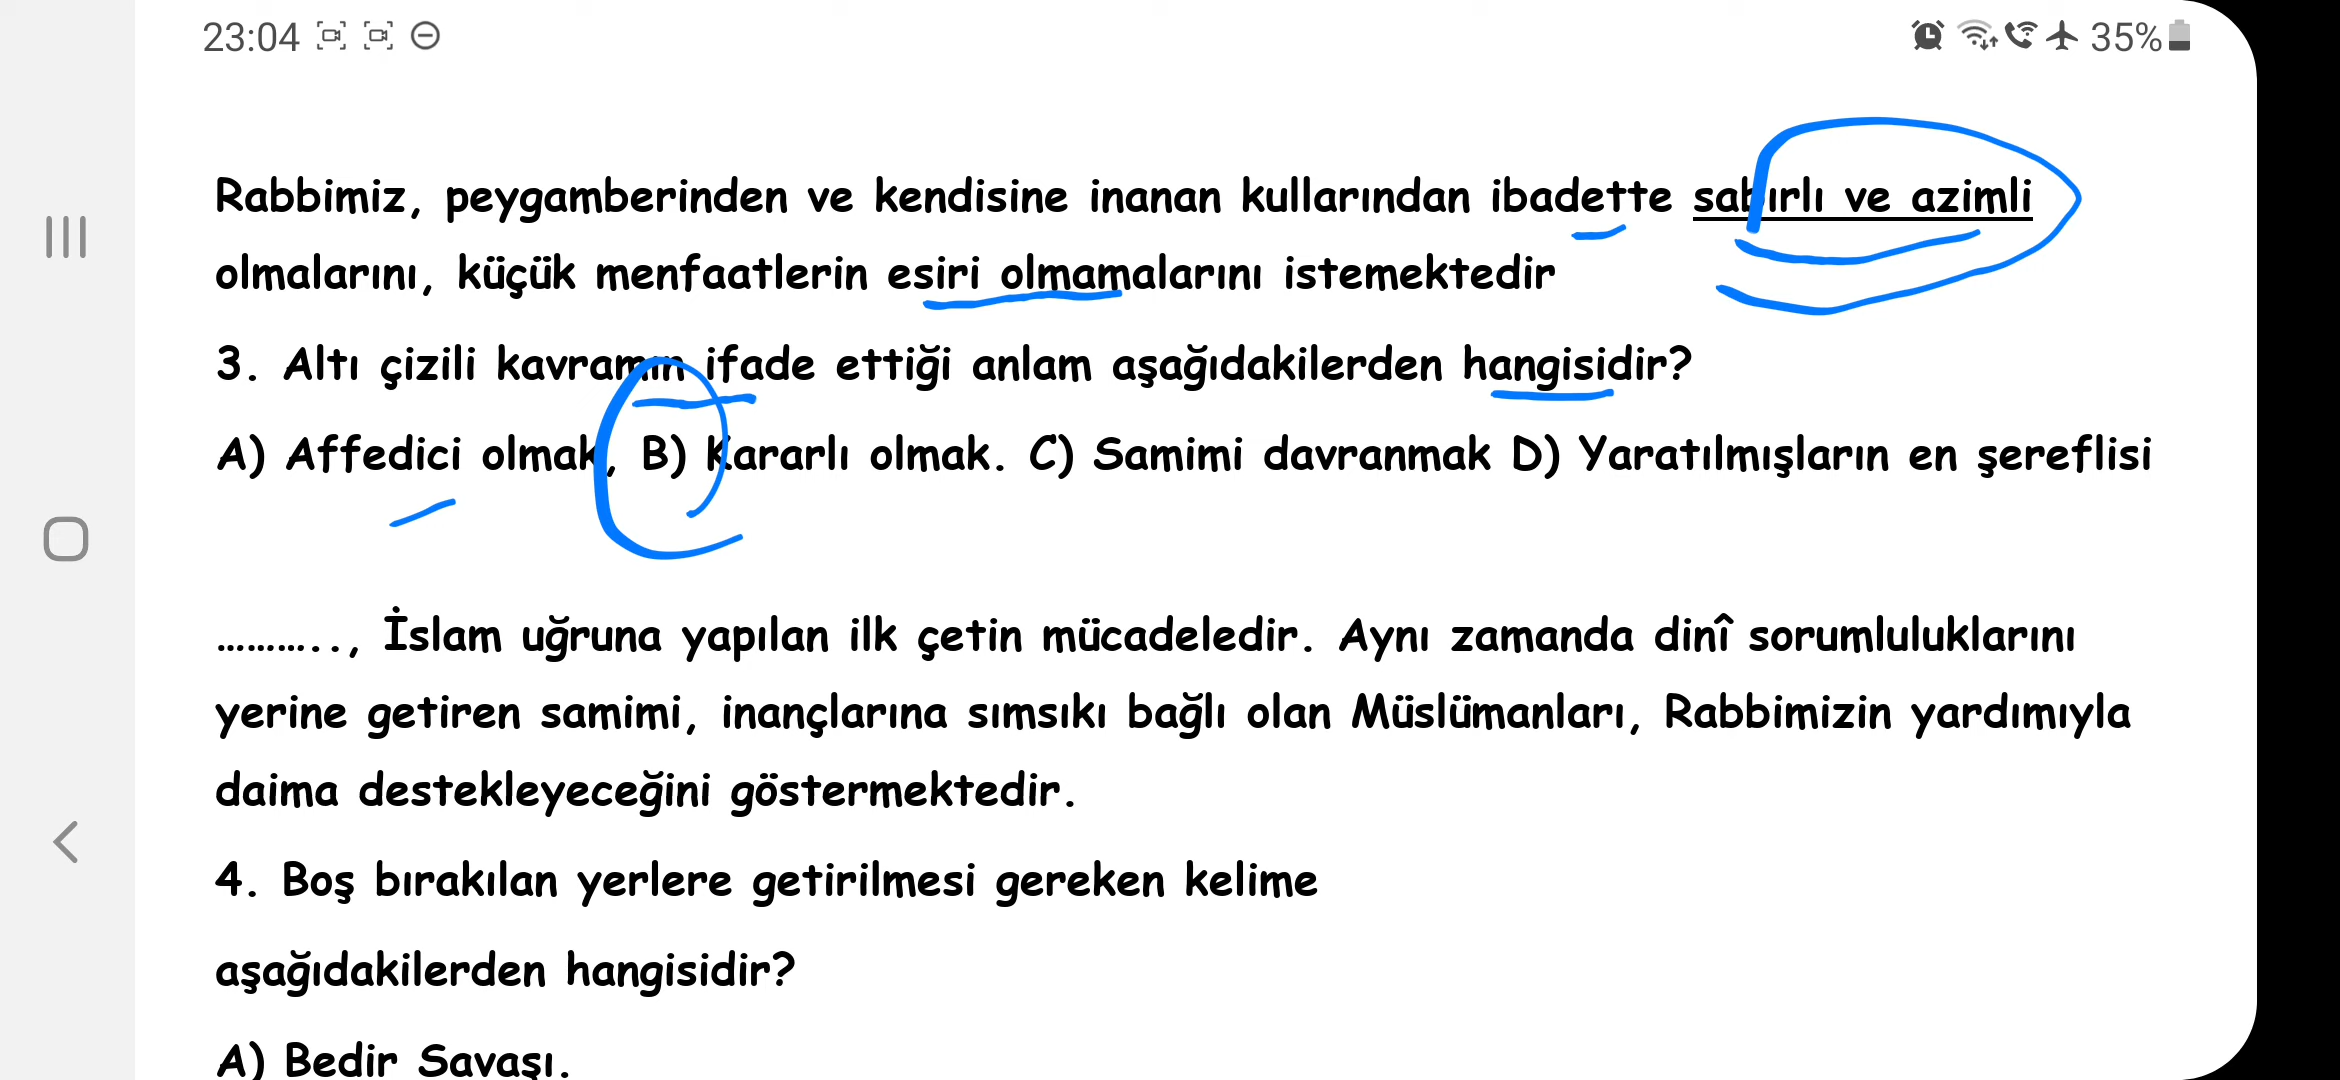 23:04
35%
Rabbimiz, peygamberinden ve kendisine inanan kullarından ibadette sabırlı ve azimli
olmalarını, küçük menfaatlerin esiri olmamalarını istemektedir
3. Altı çizili kavramın ifade ettiği anlam aşağıdakilerden hangisidir?
A) Affedici olmak, B) Kararlı olmak. C) Samimi davranmak D) Yaratılmışların en şereflisi
……….., İslam uğruna yapılan ilk çetin mücadeledir. Aynı zamanda dinî sorumluluklarını
yerine getiren samimi, inançlarına sımsıkı bağlı olan Müslümanları, Rabbimizin yardımıyla
daima destekleyeceğini göstermektedir.
4. Boş bırakılan yerlere getirilmesi gereken kelime
aşağıdakilerden hangisidir?
A) Bedir Savaşı.